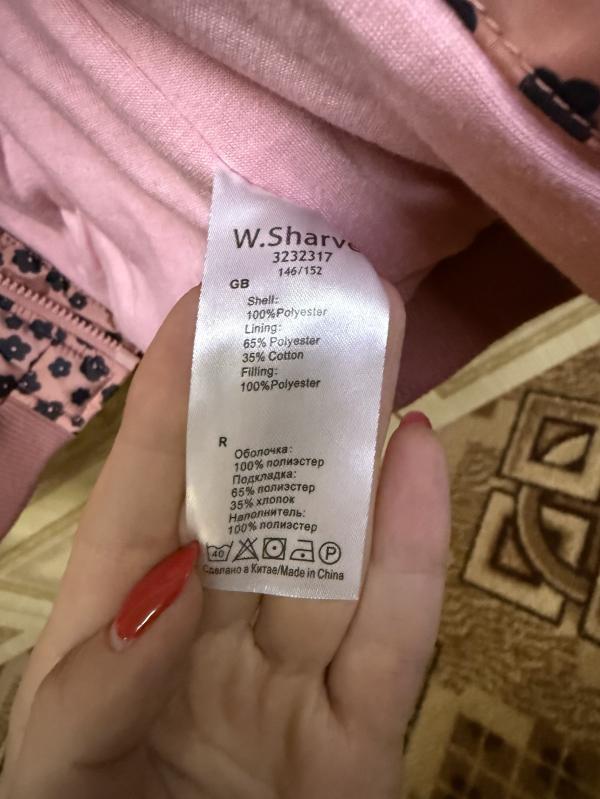 W.Sharv
3232317
146/152
GB
Shell:
100%Polyester
Lining:
65% Polyester
35% Cotton
Filling:
100%Polyester
R
Оболочка:
100% полиэстер
Подкладка:
65% полиэстер
35% хлопок
Наполнитель:
100% полиэстер
40 P
Сделано в Китае/Made in China